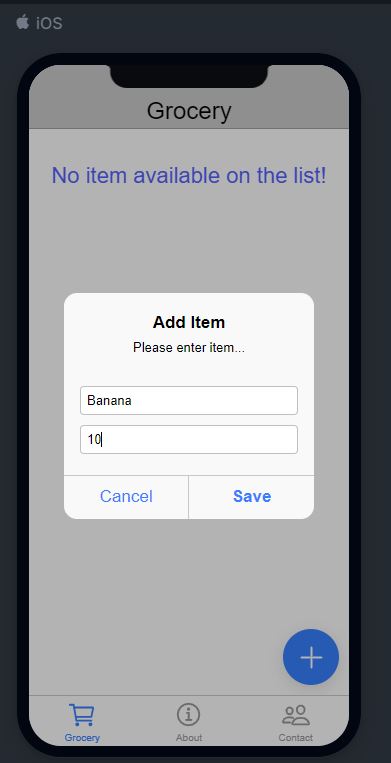 iOS
Grocery
No item available on the list!
Add Item
Please enter item...
Banana
10
Cancel Save
Grocery About Contact